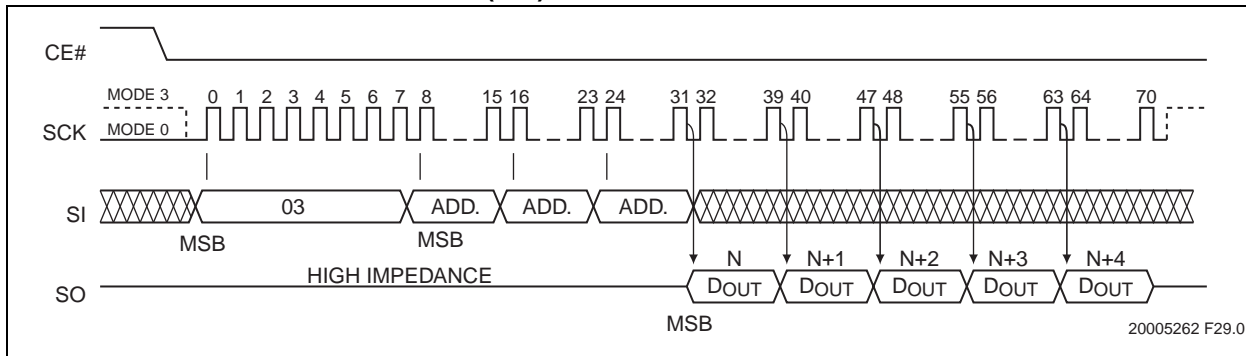 CE#
MODE 3
0 1 2 3 4 5 6 7 8 15 16 23 24 31 32 39 40 47 48 55 56 63 64 70
SCK
MODE 0
SI
03 ADD. ADD. ADD.
MSB MSB
N N+1 N+2 N+3 N+4
HIGH IMPEDANCE
SO
DOUT DOUT DOUT DOUT DOUT
MSB
20005262 F29.0